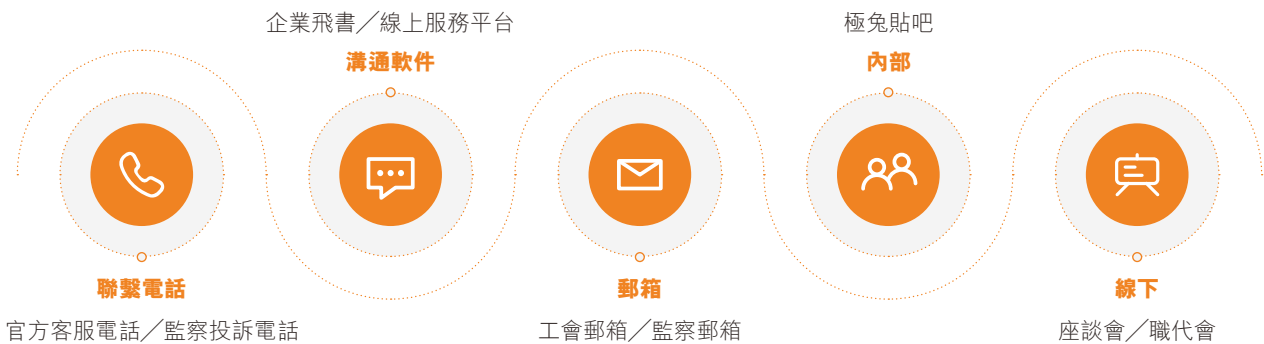 企業飛書／線上服務平台
極兔貼吧
溝通軟件
內部
聯繫電話
郵箱
線下
官方客服電話／監察投訴電話
工會郵箱／監察郵箱
座談會／職代會